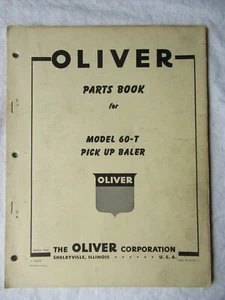 OLIVER
PARTS BOOK
for
MODEL 60-T
PICK UP BALER
OLIVER
THE OLIVER CORPORATION
SHELBYVILLE, ILLINOIS · · · · · · U. S. A.